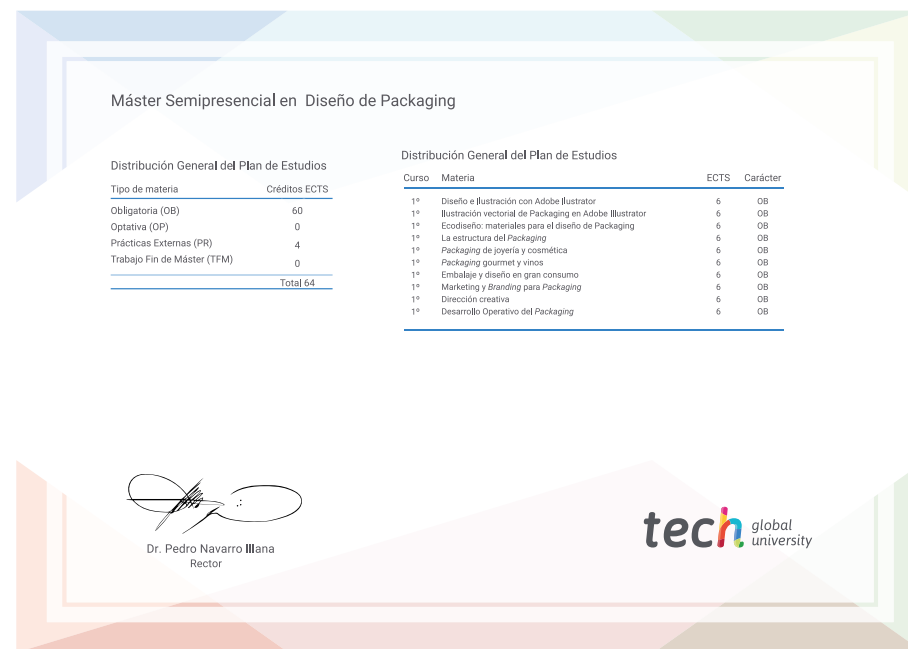 Máster Semipresencial en Diseño de Packaging
Distribución General del Plan de Estudios
Tipo de materia Créditos ECTS
Obligatoria (OB) 60
Optativa (OP) 0
Prácticas Externas (PR) 4
Trabajo Fin de Máster (TFM) 0
Total 64
Distribución General del Plan de Estudios
Curso Materia ECTS Carácter
1º Diseño e Ilustración con Adobe Ilustrator 6 OB
1º Ilustración vectorial de Packaging en Adobe Illustrator 6 OB
1º Ecodiseño: materiales para el diseño de Packaging 6 OB
1º La estructura del Packaging 6 OB
1º Packaging de joyería y cosmética 6 OB
1º Packaging gourmet y vinos 6 OB
1º Embalaje y diseño en gran consumo 6 OB
1º Marketing y Branding para Packaging 6 OB
1º Dirección creativa 6 OB
1º Desarrollo Operativo del Packaging 6 OB
Dr. Pedro Navarro Illana
Rector
tech global
university